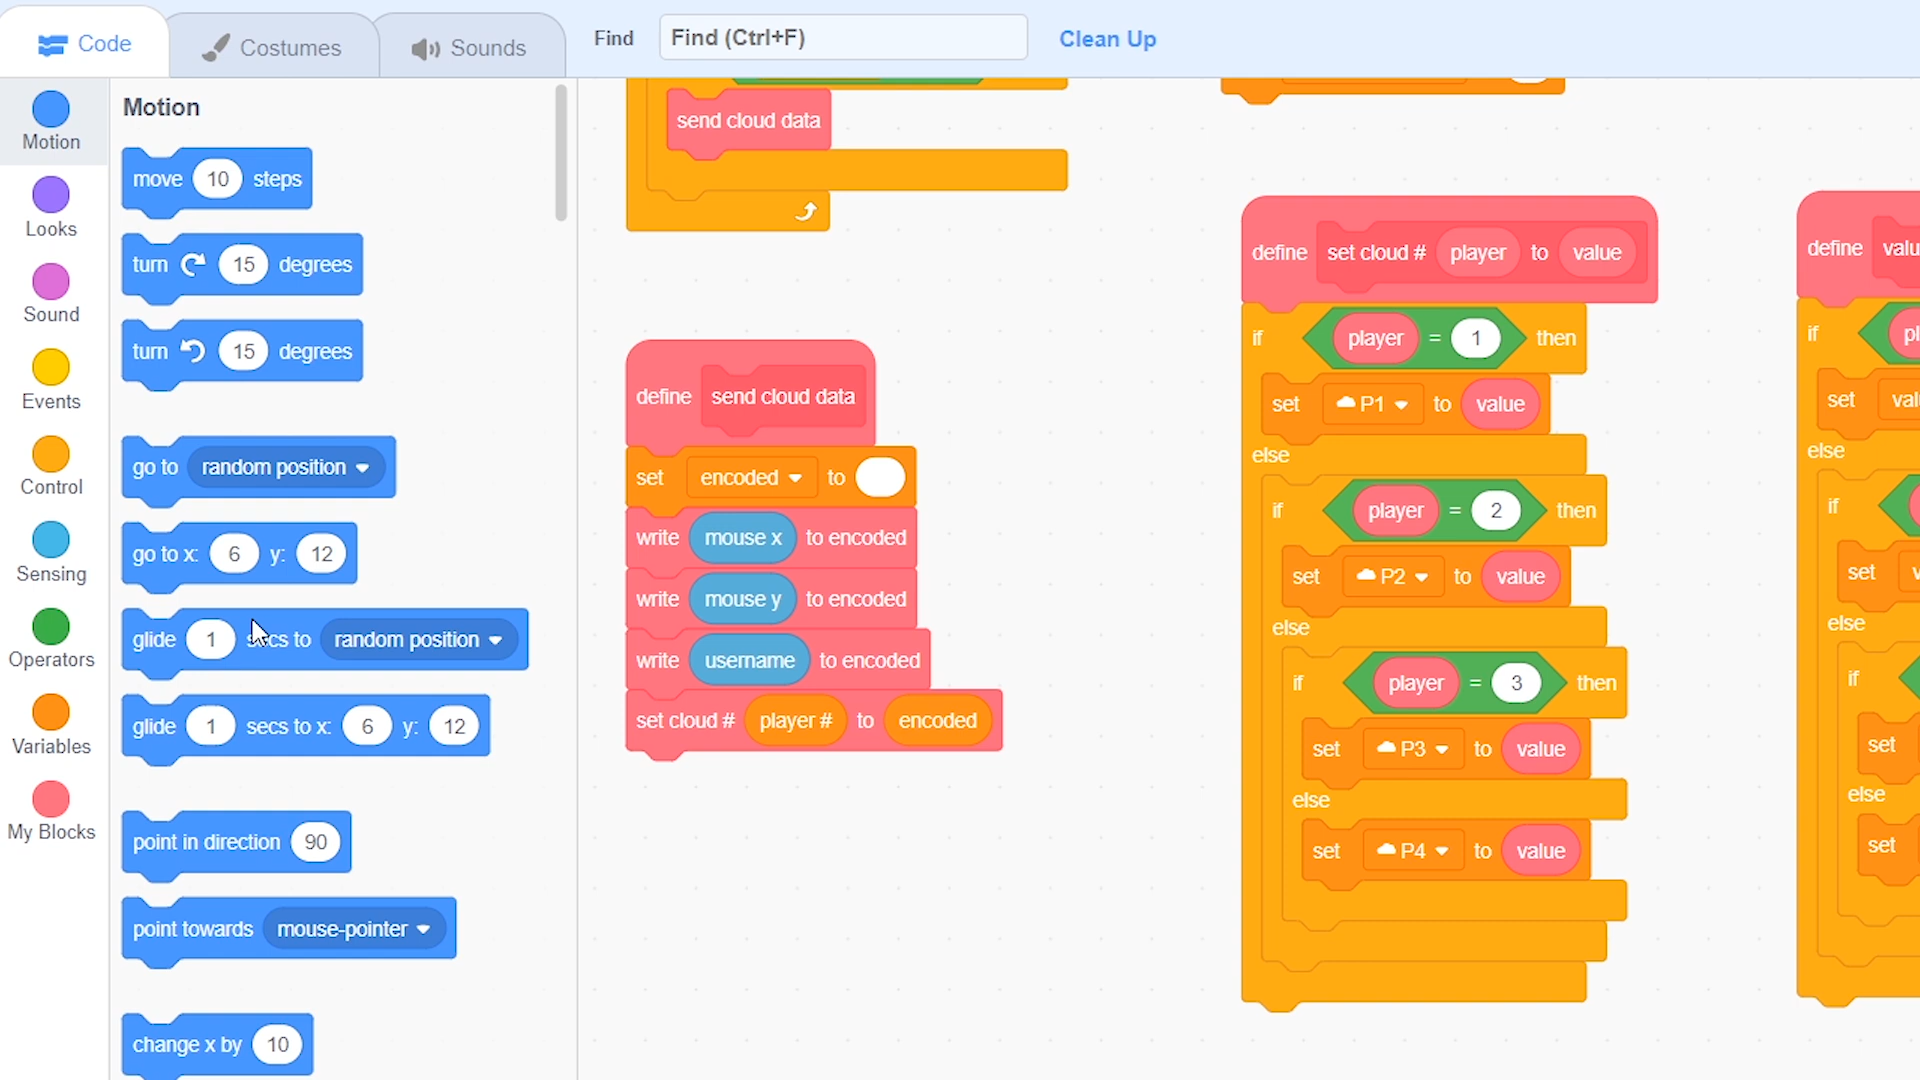 Code
Costumes
Sounds
Find
Find (Ctrl+F)
Clean Up
Motion
Looks
Sound
Events
Control
Sensing
Operators
Variables
My Blocks
Motion
move 10 steps
turn 15 degrees
turn 15 degrees
go to random position
go to x: 6 y: 12
glide 1 secs to random position
glide 1 secs to x: 6 y: 12
point in direction 90
point towards mouse-pointer
change x by 10
send cloud data
define send cloud data
set encoded to
write mouse x to encoded
write mouse y to encoded
write username to encoded
set cloud # player # to encoded
define set cloud # player to value
if player = 1 then
set P1 to value
else
if player = 2 then
set P2 to value
else
if player = 3 then
set P3 to value
else
set P4 to value
define
if
set
else
if
set
else
if
set
else
set